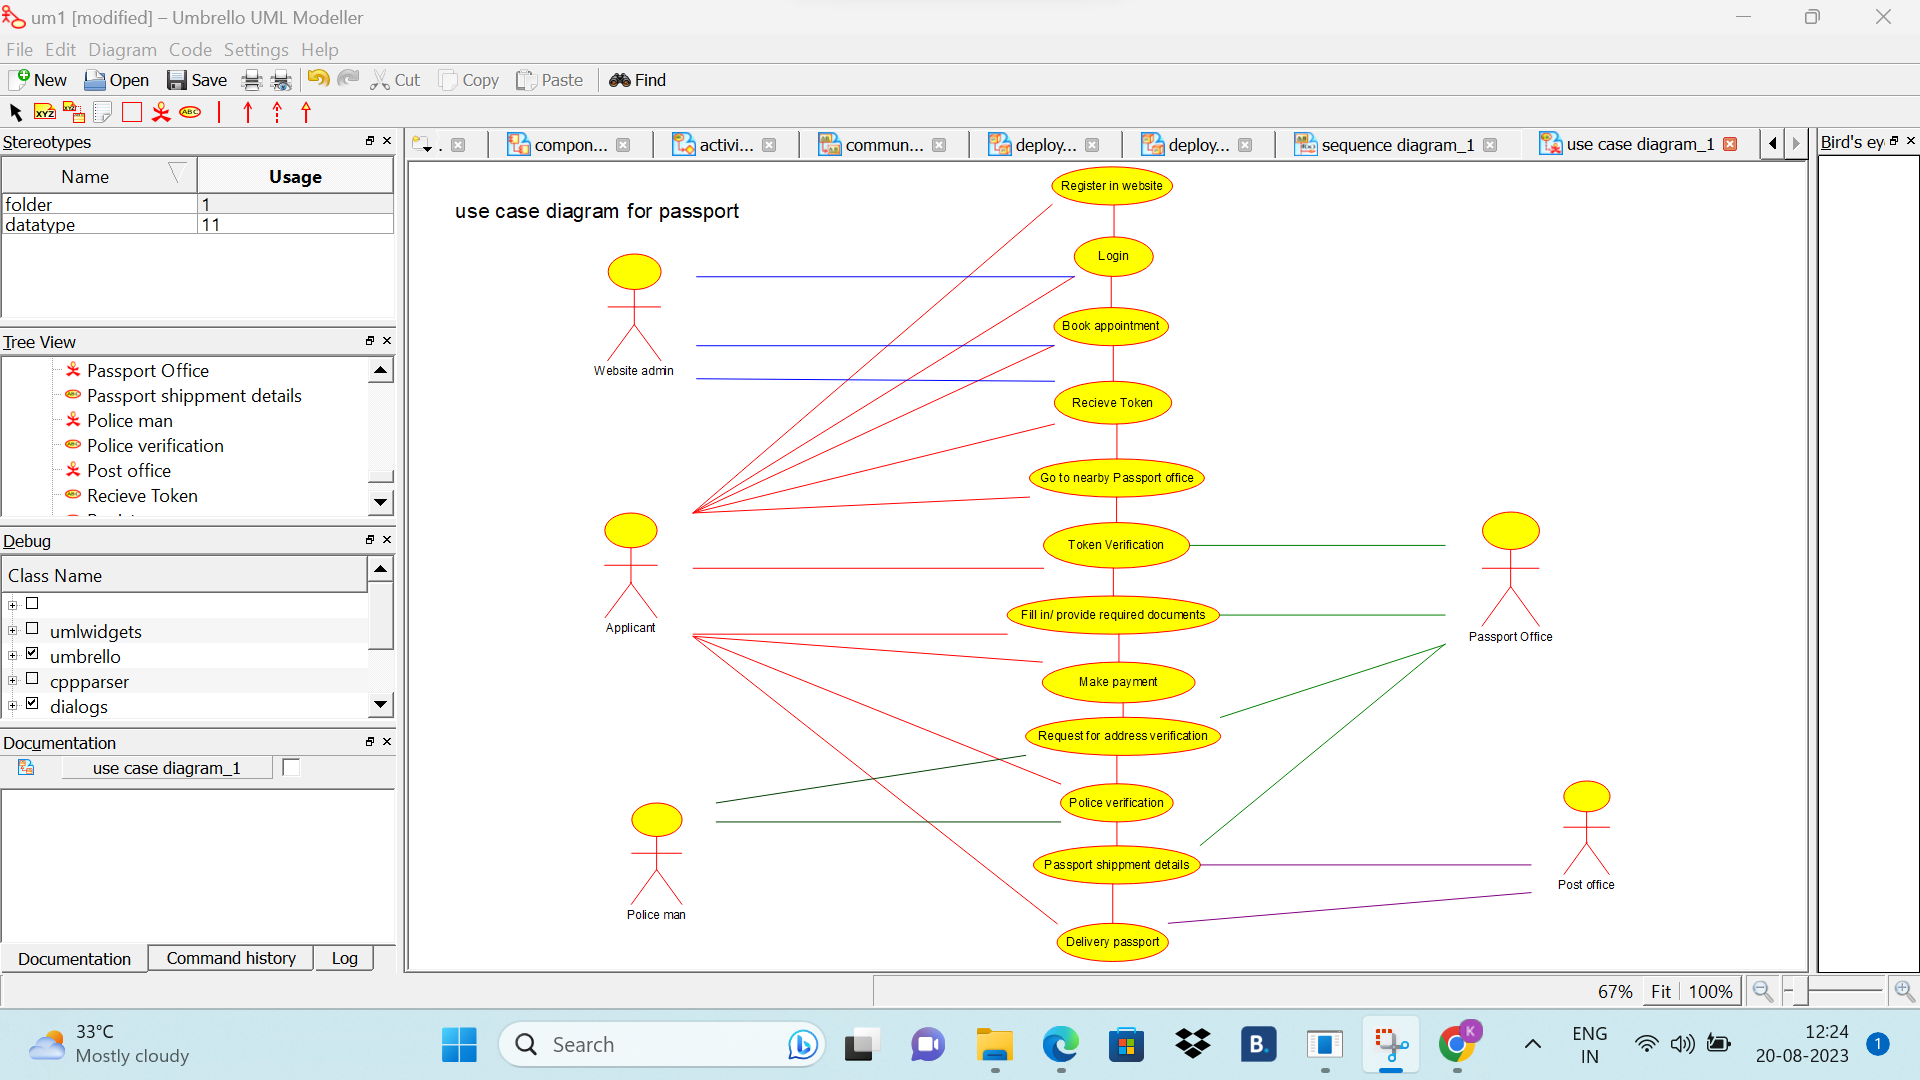 um1 [modified] – Umbrello UML Modeller
File Edit Diagram Code Settings Help
New Open Save Cut Copy Paste Find
XYZ XYZ ABC
Stereotypes
Name Usage
folder 1
datatype 11
Tree View
Passport Office
Passport shippment details
Police man
Police verification
Post office
Recieve Token
Debug
Class Name
umlwidgets
umbrello
cppparser
dialogs
Documentation
use case diagram_1
Documentation Command history Log
. compon... activi... commun... deploy... deploy... sequence diagram_1 use case diagram_1
Bird's ey
use case diagram for passport
Register in website
Login
Book appointment
Website admin
Recieve Token
Go to nearby Passport office
Token Verification
Fill in/ provide required documents
Applicant
Passport Office
Make payment
Request for address verification
Police verification
Passport shippment details
Post office
Police man
Delivery passport
67% Fit 100%
33°C
Mostly cloudy
Search
B.
K
ENG
IN
12:24
20-08-2023
1